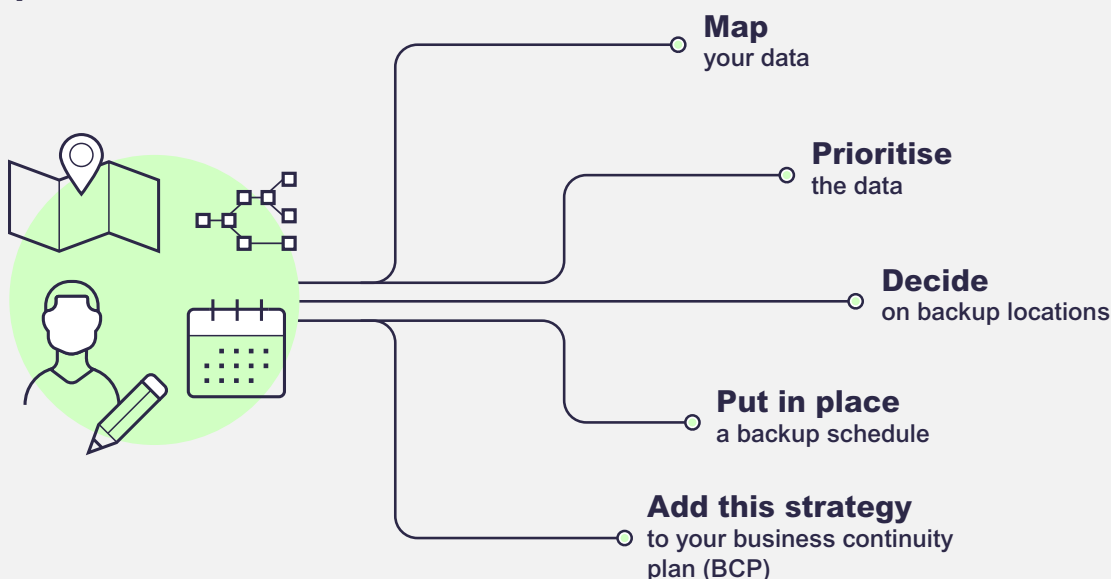 Map
your data
Prioritise
the data
Decide
on backup locations
Put in place
a backup schedule
Add this strategy
to your business continuity
plan (BCP)